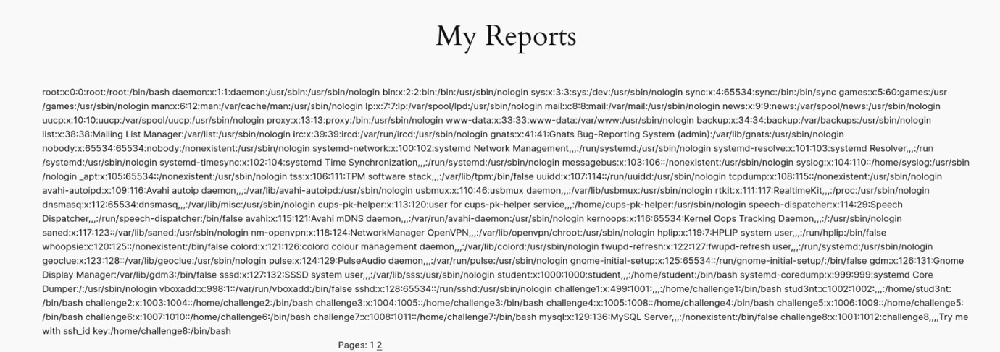 My Reports
root:x:0:0:root:/root:/bin/bash daemon:x:1:1:daemon:/usr/sbin:/usr/sbin/nologin bin:x:2:2:bin:/bin:/usr/sbin/nologin sys:x:3:3:sys:/dev:/usr/sbin/nologin sync:x:4:65534:sync:/bin:/bin/sync games:x:5:60:games:/usr
/games:/usr/sbin/nologin man:x:6:12:man:/var/cache/man:/usr/sbin/nologin lp:x:7:7:lp:/var/spool/lpd:/usr/sbin/nologin mail:x:8:8:mail:/var/mail:/usr/sbin/nologin news:x:9:9:news:/var/spool/news:/usr/sbin/nologin
uucp:x:10:10:uucp:/var/spool/uucp:/usr/sbin/nologin proxy:x:13:13:proxy:/bin:/usr/sbin/nologin www-data:x:33:33:www-data:/var/www:/usr/sbin/nologin backup:x:34:34:backup:/var/backups:/usr/sbin/nologin
list:x:38:38:Mailing List Manager:/var/list:/usr/sbin/nologin irc:x:39:39:ircd:/var/run/ircd:/usr/sbin/nologin gnats:x:41:41:Gnats Bug-Reporting System (admin):/var/lib/gnats:/usr/sbin/nologin
nobody:x:65534:65534:nobody:/nonexistent:/usr/sbin/nologin systemd-network:x:100:102:systemd Network Management,,,:/run/systemd:/usr/sbin/nologin systemd-resolve:x:101:103:systemd Resolver,,,:/run
/systemd:/usr/sbin/nologin systemd-timesync:x:102:104:systemd Time Synchronization,,,:/run/systemd:/usr/sbin/nologin messagebus:x:103:106::/nonexistent:/usr/sbin/nologin syslog:x:104:110::/home/syslog:/usr/sbin
/nologin _apt:x:105:65534::/nonexistent:/usr/sbin/nologin tss:x:106:111:TPM software stack,,,:/var/lib/tpm:/bin/false uuidd:x:107:114::/run/uuidd:/usr/sbin/nologin tcpdump:x:108:115::/nonexistent:/usr/sbin/nologin
avahi-autoipd:x:109:116:Avahi autoip daemon,,,:/var/lib/avahi-autoipd:/usr/sbin/nologin usbmux:x:110:46:usbmux daemon,,,:/var/lib/usbmux:/usr/sbin/nologin rtkit:x:111:117:RealtimeKit,,,:/proc:/usr/sbin/nologin
dnsmasq:x:112:65534:dnsmasq,,,:/var/lib/misc:/usr/sbin/nologin cups-pk-helper:x:113:120:user for cups-pk-helper service,,,:/home/cups-pk-helper:/usr/sbin/nologin speech-dispatcher:x:114:29:Speech
Dispatcher,,,:/run/speech-dispatcher:/bin/false avahi:x:115:121:Avahi mDNS daemon,,,:/var/run/avahi-daemon:/usr/sbin/nologin kernoops:x:116:65534:Kernel Oops Tracking Daemon,,,:/:/usr/sbin/nologin
saned:x:117:123::/var/lib/saned:/usr/sbin/nologin nm-openvpn:x:118:124:NetworkManager OpenVPN,,,:/var/lib/openvpn/chroot:/usr/sbin/nologin hplip:x:119:7:HPLIP system user,,,:/run/hplip:/bin/false
whoopsie:x:120:125::/nonexistent:/bin/false colord:x:121:126:colord colour management daemon,,,:/var/lib/colord:/usr/sbin/nologin fwupd-refresh:x:122:127:fwupd-refresh user,,,:/run/systemd:/usr/sbin/nologin
geoclue:x:123:128::/var/lib/geoclue:/usr/sbin/nologin pulse:x:124:129:PulseAudio daemon,,,:/var/run/pulse:/usr/sbin/nologin gnome-initial-setup:x:125:65534::/run/gnome-initial-setup/:/bin/false gdm:x:126:131:Gnome
Display Manager:/var/lib/gdm3:/bin/false sssd:x:127:132:SSSD system user,,,:/var/lib/sss:/usr/sbin/nologin student:x:1000:1000:student,,,:/home/student:/bin/bash systemd-coredump:x:999:999:systemd Core
Dumper:/:/usr/sbin/nologin vboxadd:x:998:1::/var/run/vboxadd:/bin/false sshd:x:128:65534::/run/sshd:/usr/sbin/nologin challenge1:x:499:1001:,,,:/home/challenge1:/bin/bash stud3nt:x:1002:1002:,,,:/home/stud3nt:
/bin/bash challenge2:x:1003:1004::/home/challenge2:/bin/bash challenge3:x:1004:1005::/home/challenge3:/bin/bash challenge4:x:1005:1008::/home/challenge4:/bin/bash challenge5:x:1006:1009::/home/challenge5:
/bin/bash challenge6:x:1007:1010::/home/challenge6:/bin/bash challenge7:x:1008:1011::/home/challenge7:/bin/bash mysql:x:129:136:MySQL Server,,,:/nonexistent:/bin/false challenge8:x:1001:1012:challenge8,,,,Try me
with ssh_id key:/home/challenge8:/bin/bash
Pages: 1 2